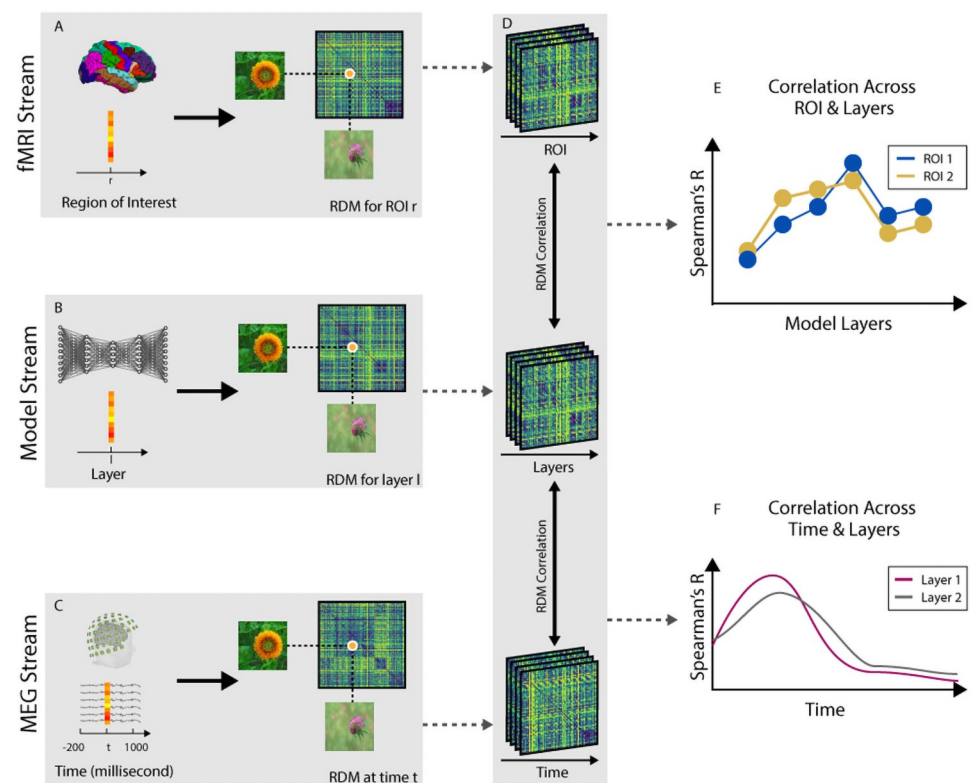 fMRI Stream
A
r
Region of Interest
RDM for ROI r
Model Stream
B
l
Layer
RDM for layer l
MEG Stream
C
-200 t 1000
Time (millisecond)
RDM at time t
D
ROI
RDM Correlation
Layers
RDM Correlation
Time
E
Correlation Across
ROI & Layers
ROI 1
ROI 2
Spearman's R
Model Layers
F
Correlation Across
Time & Layers
Layer 1
Layer 2
Spearman's R
Time